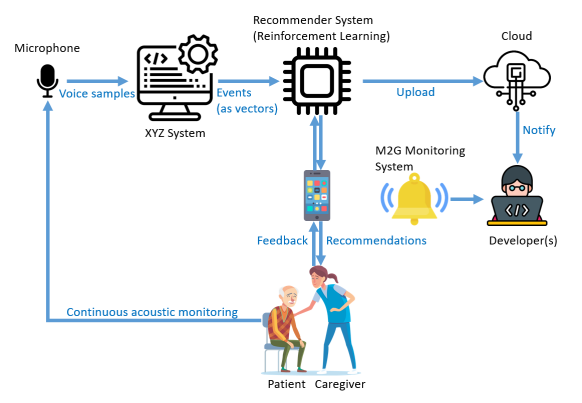 Recommender System
(Reinforcement Learning)
Cloud
Microphone
Voice samples
Events
(as vectors)
Upload
XYZ System
Notify
M2G Monitoring
System
Feedback
Recommendations
Developer(s)
Continuous acoustic monitoring
Patient
Caregiver